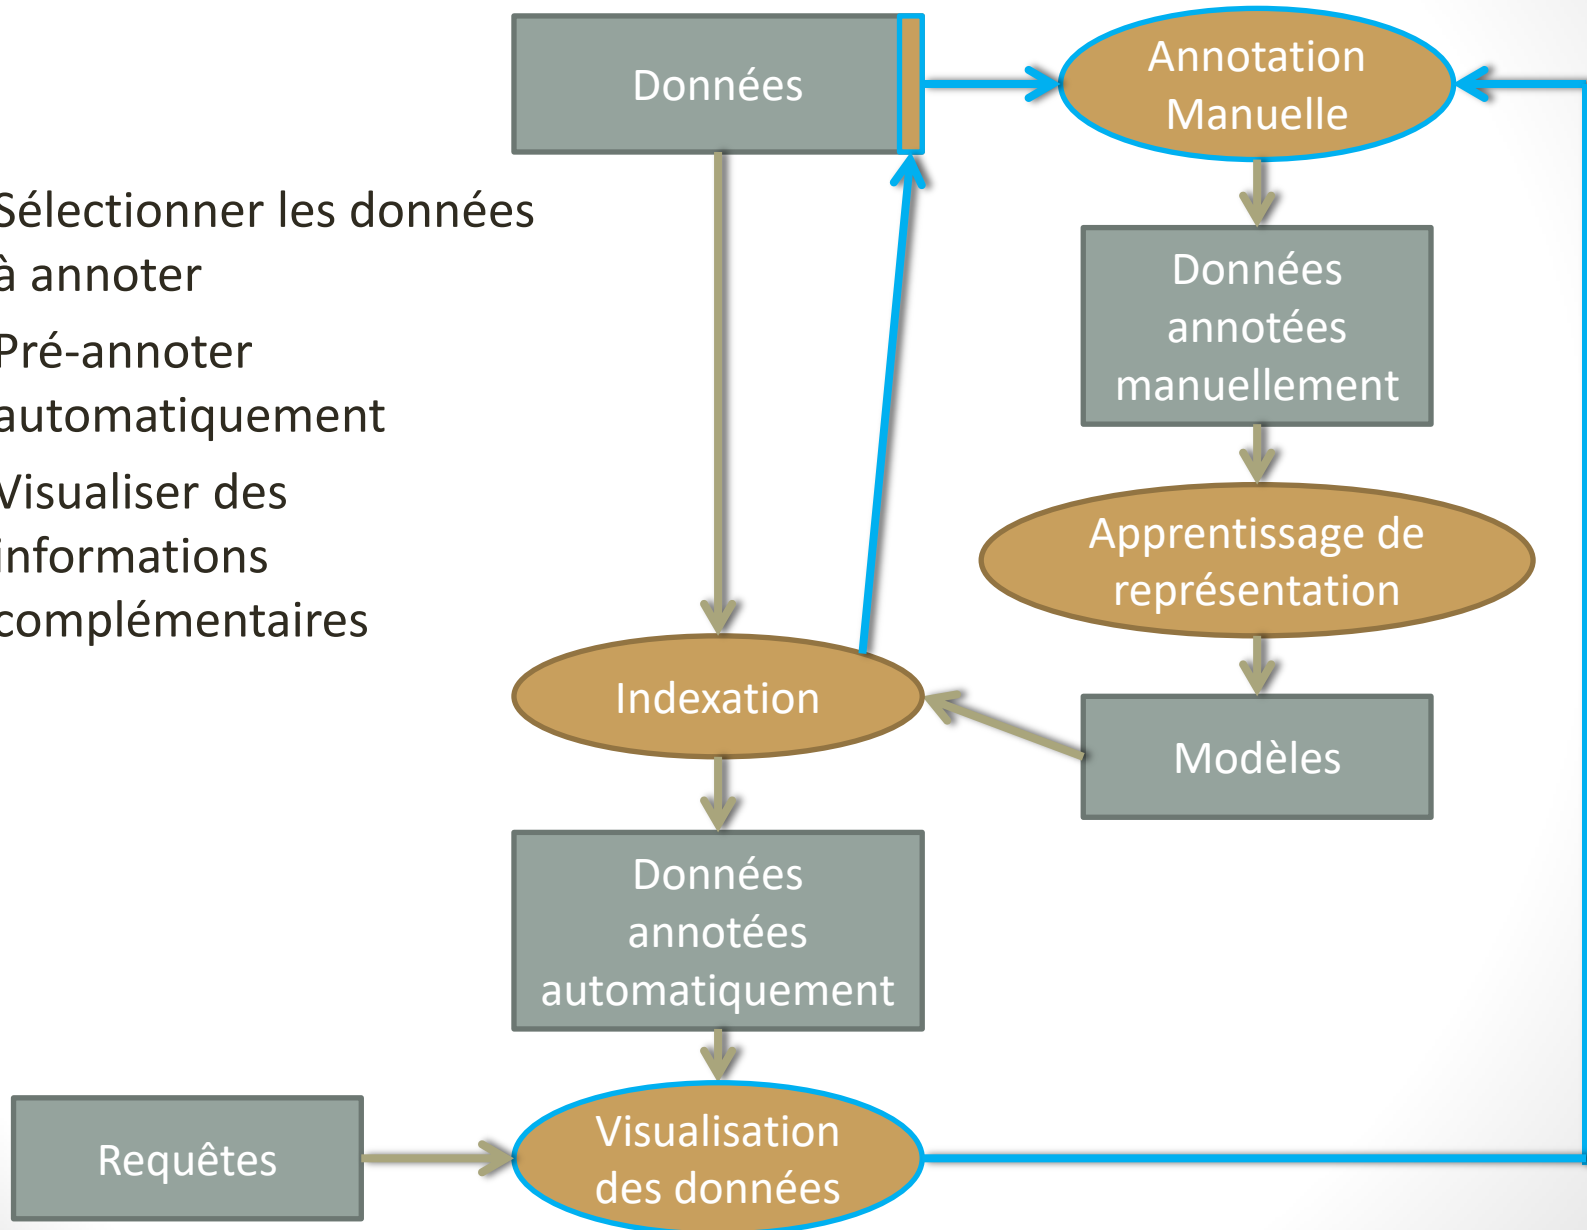 Sélectionner les données
à annoter
Pré-annoter
automatiquement
Visualiser des
informations
complémentaires
Données
Annotation
Manuelle
Données
annotées
manuellement
Apprentissage de
représentation
Indexation
Modèles
Données
annotées
automatiquement
Requêtes
Visualisation
des données